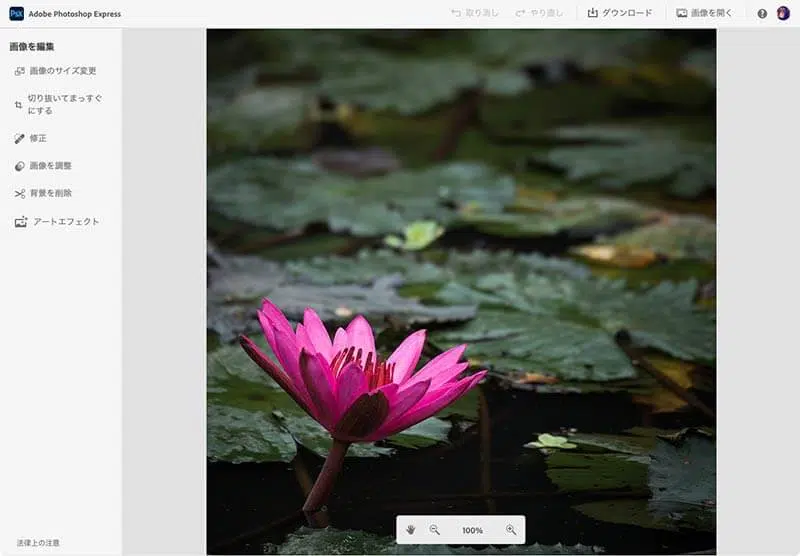 PsX Adobe Photoshop Express
取り消し やり直し ダウンロード 画像を開く ?
画像を編集
画像のサイズ変更
切り抜いてまっすぐ
にする
修正
画像を調整
背景を削除
アートエフェクト
100%
法律上の注意